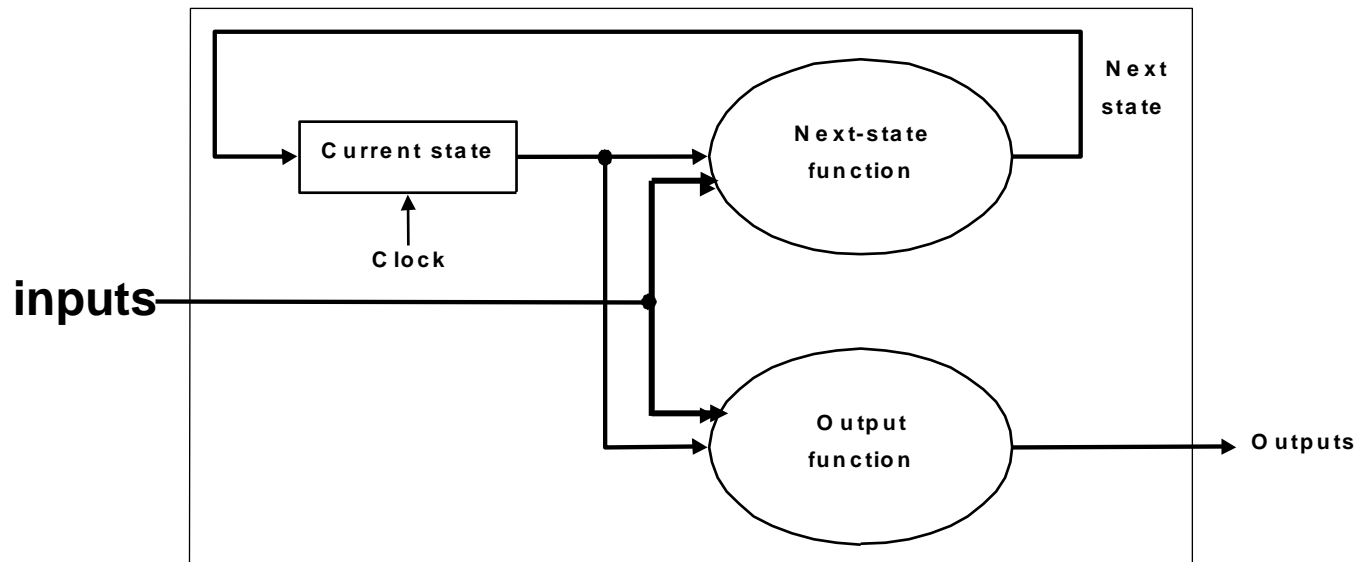 Next
state
Current state
Next-state
function
Clock
inputs
Output
function
Outputs